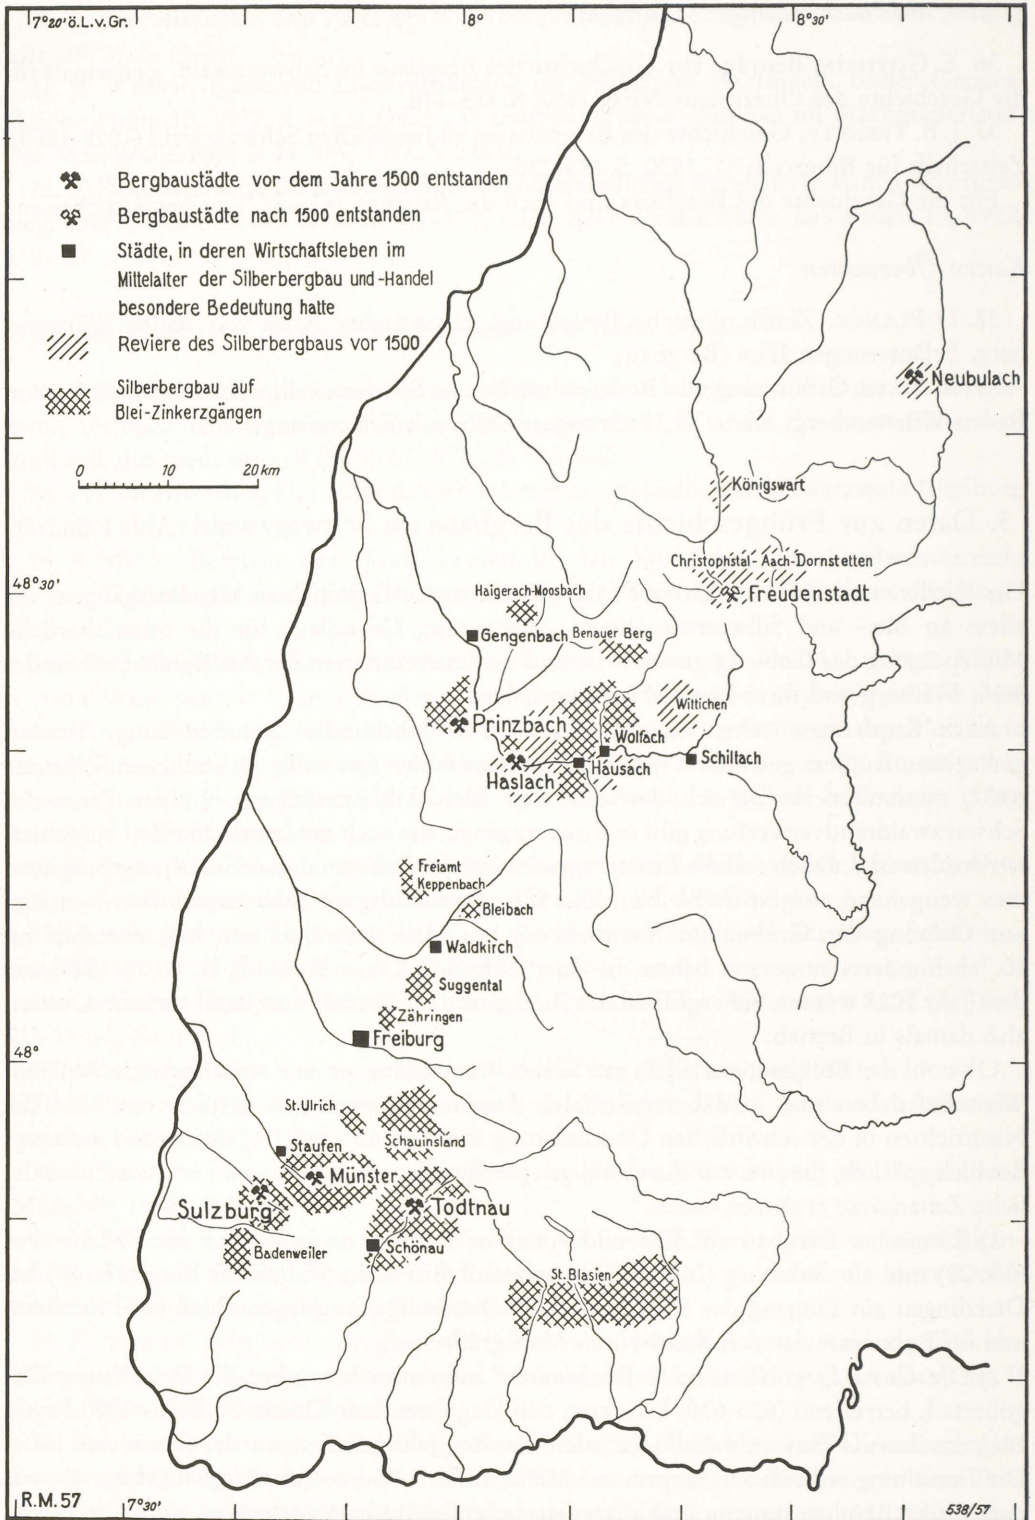 7° 20' ö.L.v.Gr.
8°
8° 30'
Bergbaustädte vor dem Jahre 1500 entstanden
Bergbaustädte nach 1500 entstanden
Städte, in deren Wirtschaftsleben im
Mittelalter der Silberbergbau und -Handel
besondere Bedeutung hatte
Reviere des Silberbergbaus vor 1500
Silberbergbau auf
Blei-Zinkerzgängen
0 10 20 km
Neubulach
Königswart
Christophstal-Aach-Dornstetten
48° 30'
Freudenstadt
Haigerach-Moosbach
Gengenbach
Benauer Berg
Wittichen
Prinzbach
Wolfach
Schiltach
Hausach
Haslach
Freiamt
Keppenbach
Bleibach
Waldkirch
Suggental
Zähringen
Freiburg
48°
St. Ulrich
Schauinsland
Staufen
Münster
Sulzburg
Todtnau
Badenweiler
Schönau
St. Blasien
R.M.57
7° 30'
538/57